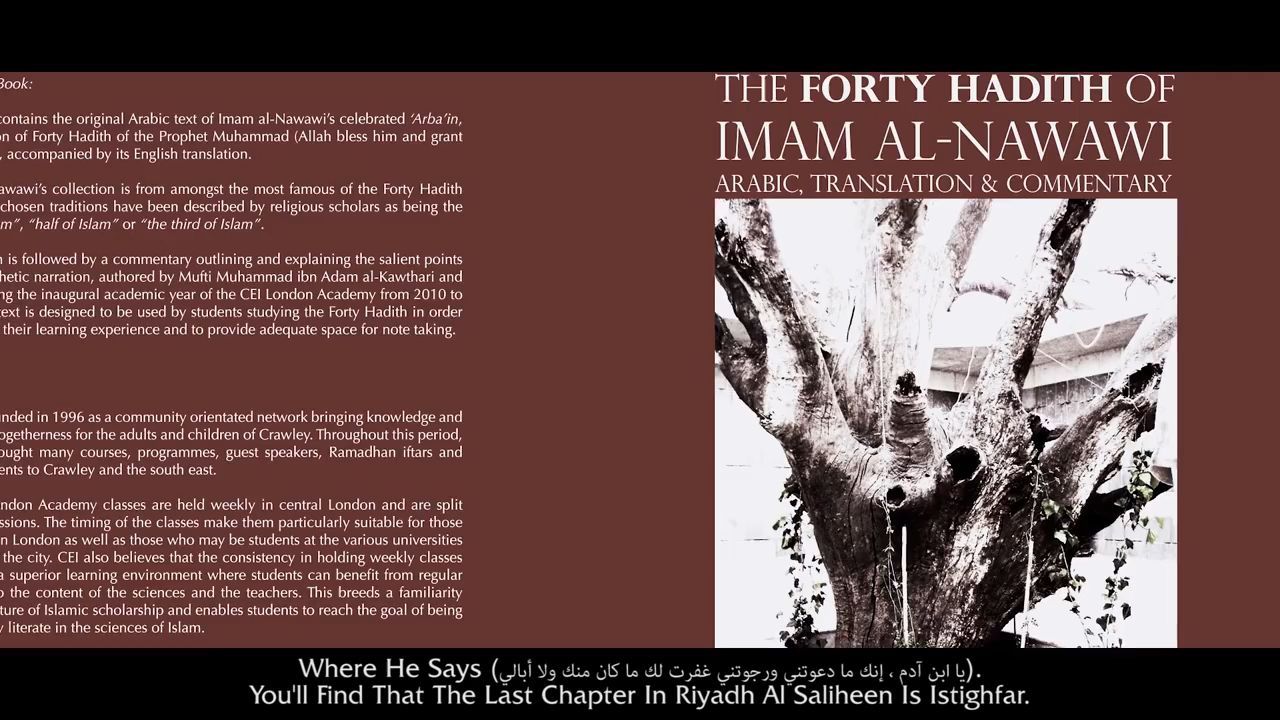 Book:
contains the original Arabic text of Imam al-Nawawi's celebrated 'Arba'in,
of Forty Hadith of the Prophet Muhammad (Allah bless him and grant
, accompanied by its English translation.
collection is from amongst the most famous of the Forty Hadith
chosen traditions have been described by religious scholars as being the
", "half of Islam" or "the third of Islam".
is followed by a commentary outlining and explaining the salient points
narration, authored by Mufti Muhammad ibn Adam al-Kawthari and
the inaugural academic year of the CEI London Academy from 2010 to
text is designed to be used by students studying the Forty Hadith in order
their learning experience and to provide adequate space for note taking.
in 1996 as a community orientated network bringing knowledge and
togetherness for the adults and children of Crawley. Throughout this period,
many courses, programmes, guest speakers, Ramadhan iftars and
to Crawley and the south east.
Academy classes are held weekly in central London and are split
The timing of the classes make them particularly suitable for those
in London as well as those who may be students at the various universities
the city. CEI also believes that the consistency in holding weekly classes
a superior learning environment where students can benefit from regular
the content of the sciences and the teachers. This breeds a familiarity
of Islamic scholarship and enables students to reach the goal of being
literate in the sciences of Islam.
THE FORTY HADITH OF
IMAM AL-NAWAWI
ARABIC, TRANSLATION & COMMENTARY
Where He Says (يا ابن آدم ، إنك ما دعوتني ورجوتني غفرت لك ما كان منك ولا أبالي).
You'll Find That The Last Chapter In Riyadh Al Saliheen Is Istighfar.